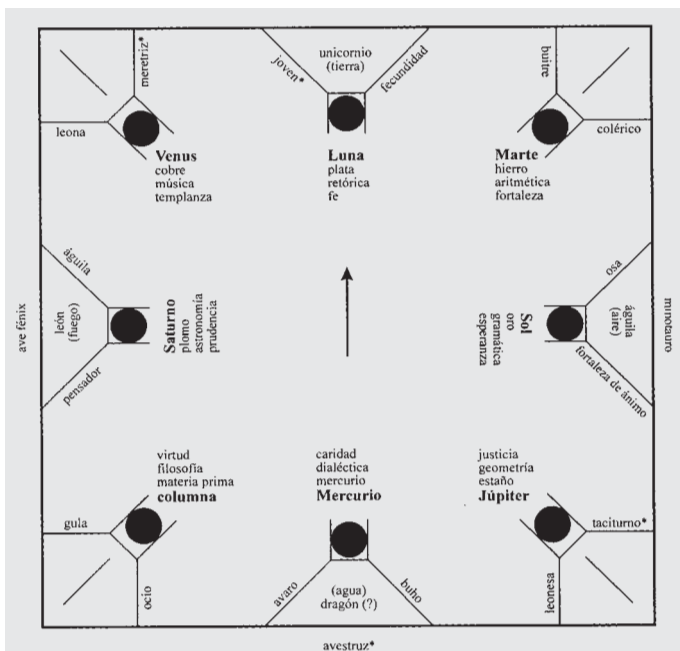 meretriz*
leona
Venus
cobre
música
templanza
joven*
unicornio
(tierra)
fecundidad
Luna
plata
retórica
fe
buitre
colérico
Marte
hierro
aritmética
fortaleza
ave fénix
águila
león
(fuego)
pensador
Saturno
plomo
astronomía
prudencia
Sol
oro
gramática
esperanza
osa
águila
(aire)
fortaleza de ánimo
minotauro
virtud
filosofía
materia prima
columna
gula
ocio
caridad
dialéctica
mercurio
Mercurio
avaro
(agua)
dragón (?)
buho
justicia
geometría
estaño
Júpiter
taciturno*
leonesa
avestruz*